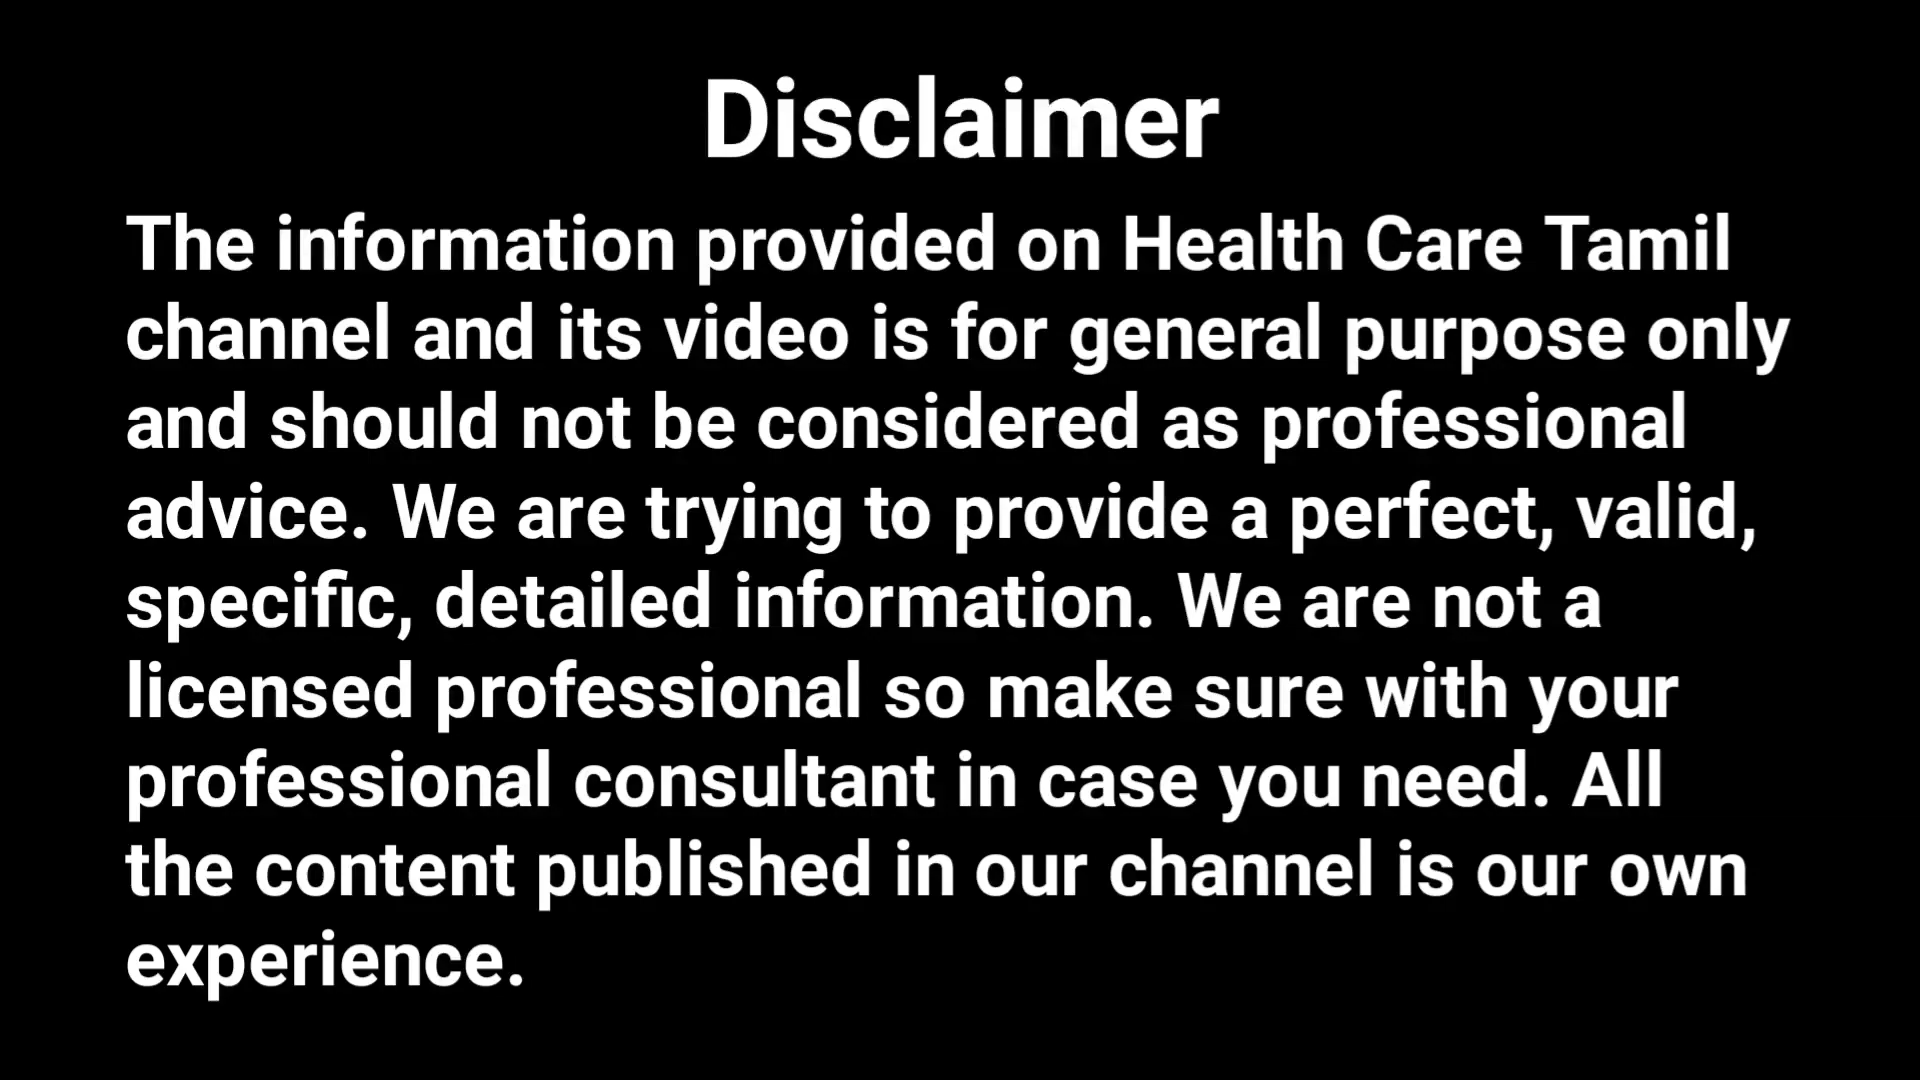 Disclaimer
The information provided on Health Care Tamil
channel and its video is for general purpose only
and should not be considered as professional
advice. We are trying to provide a perfect, valid,
specific, detailed information. We are not a
licensed professional so make sure with your
professional consultant in case you need. All
the content published in our channel is our own
experience.